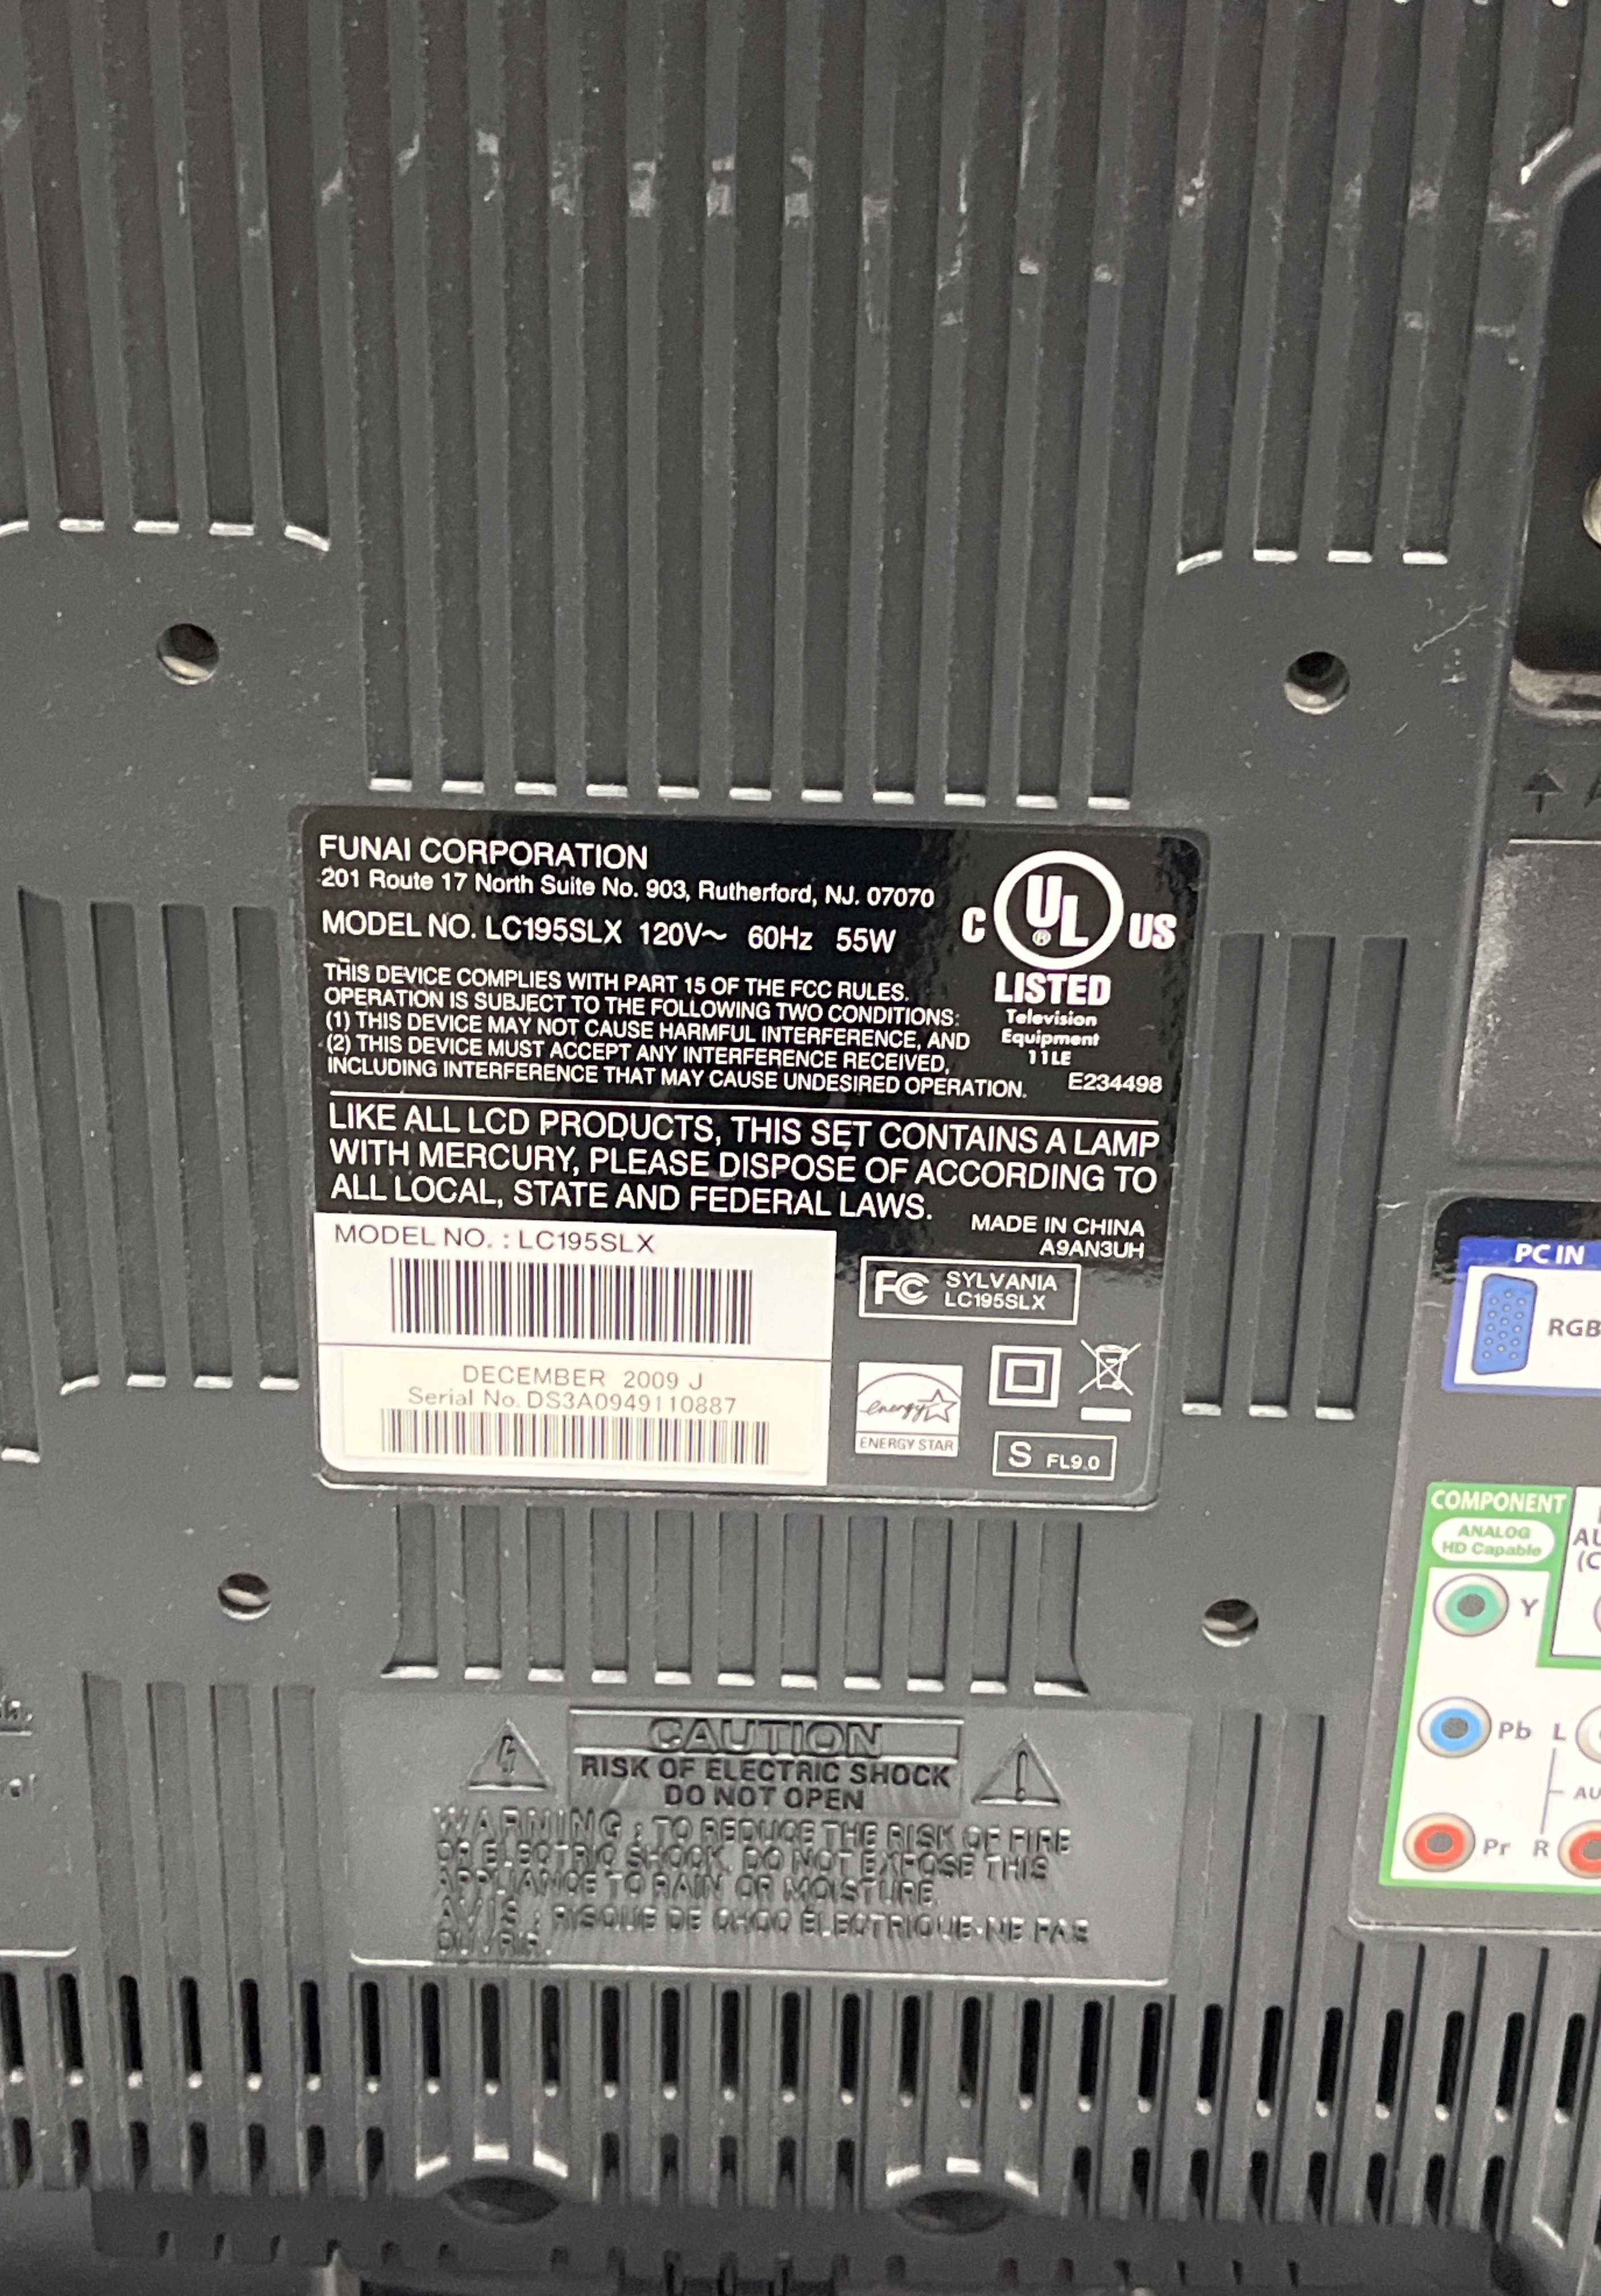 FUNAI CORPORATION
201 Route 17 North Suite No. 903, Rutherford, NJ. 07070
MODEL NO. LC195SLX 120V~ 60Hz 55W
THIS DEVICE COMPLIES WITH PART 15 OF THE FCC RULES.
OPERATION IS SUBJECT TO THE FOLLOWING TWO CONDITIONS:
(1) THIS DEVICE MAY NOT CAUSE HARMFUL INTERFERENCE, AND
(2) THIS DEVICE MUST ACCEPT ANY INTERFERENCE RECEIVED,
INCLUDING INTERFERENCE THAT MAY CAUSE UNDESIRED OPERATION.
C UL ® US
LISTED
Television
Equipment
11LE
E234498
LIKE ALL LCD PRODUCTS, THIS SET CONTAINS A LAMP
WITH MERCURY, PLEASE DISPOSE OF ACCORDING TO
ALL LOCAL, STATE AND FEDERAL LAWS.
MADE IN CHINA
A9AN3UH
MODEL NO. : LC195SLX
DECEMBER 2009 J
Serial No. DS3A0949110887
FC SYLVANIA
LC195SLX
energy
ENERGY STAR
S FL9.0
PC IN
RGB
COMPONENT
ANALOG
HD Capable
Y
Pb
L
Pr
R
CAUTION
RISK OF ELECTRIC SHOCK
DO NOT OPEN
WARNING : TO REDUCE THE RISK OF FIRE
OR ELECTRIC SHOCK, DO NOT EXPOSE THIS
APPLIANCE TO RAIN OR MOISTURE.
AVIS : RISQUE DE CHOC ÉLECTRIQUE-NE PAS
OUVRIR.